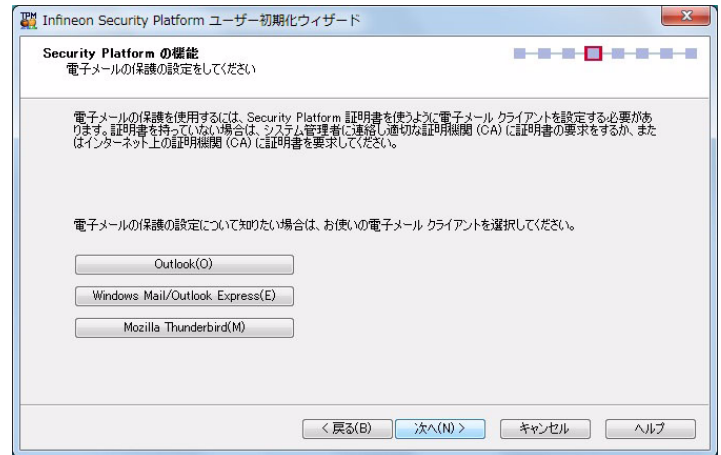 TPM
Infineon Security Platform ユーザー初期化ウィザード
Security Platform の機能
電子メールの保護の設定をしてください
電子メールの保護を使用するには、Security Platform 証明書を使うように電子メール クライアントを設定する必要があ
ります。証明書を持っていない場合は、システム管理者に連絡し適切な証明機関 (CA) に証明書の要求をするか、また
はインターネット上の証明機関 (CA) に証明書を要求してください。
電子メールの保護の設定について知りたい場合は、お使いの電子メール クライアントを選択してください。
Outlook(O)
Windows Mail/Outlook Express(E)
Mozilla Thunderbird(M)
< 戻る(B)
次へ(N) >
キャンセル
ヘルプ